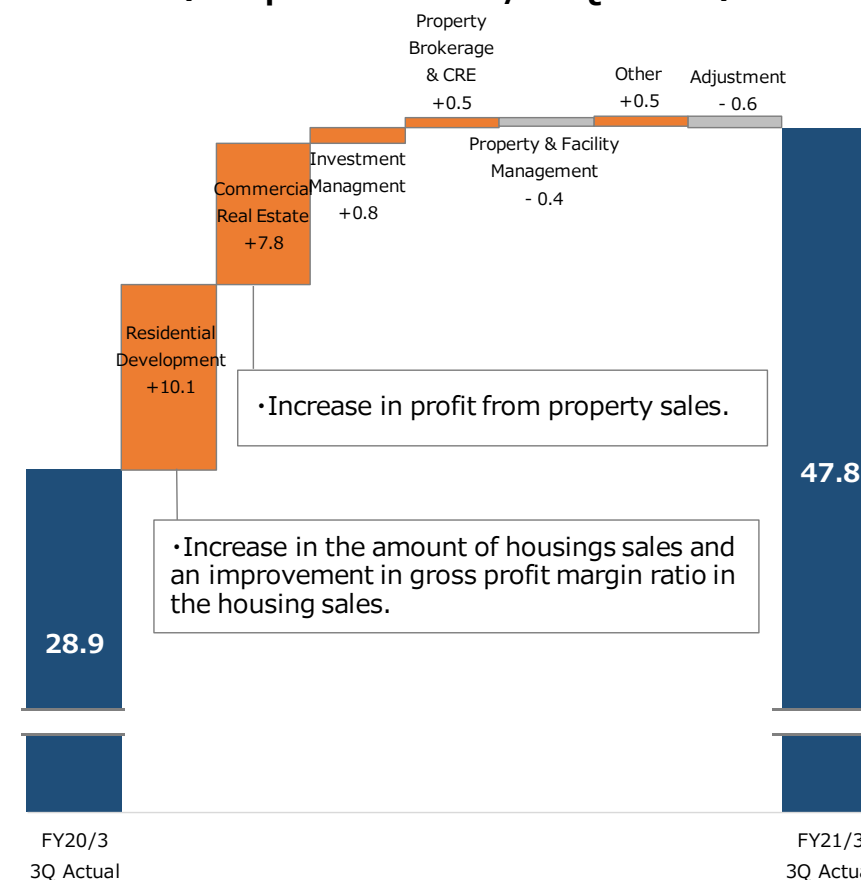 Property
Brokerage
& CRE
+0.5
Other
+0.5
Adjustment
- 0.6
Property & Facility
Management
- 0.4
Investment
Managment
+0.8
Commercial
Real Estate
+7.8
Residential
Development
+10.1
・Increase in profit from property sales.
・Increase in the amount of housings sales and
an improvement in gross profit margin ratio in
the housing sales.
28.9
47.8
FY20/3
3Q Actual
FY21/3
3Q Actua